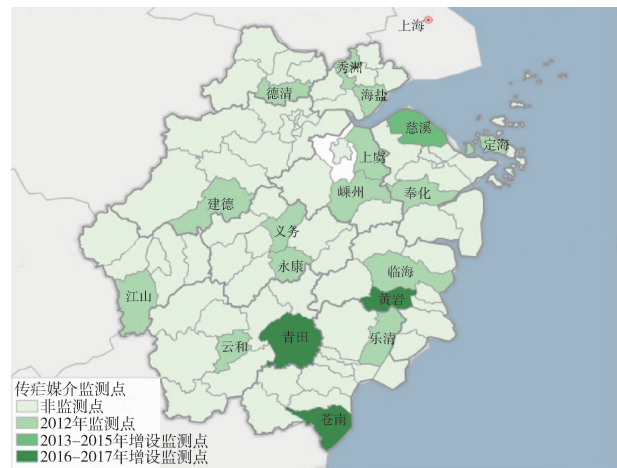 上海
秀洲
德清
海盐
慈溪
定海
上虞
嵊州
奉化
建德
义务
永康
临海
江山
黄岩
青田
乐清
云和
苍南
传疟媒介监测点
非监测点
2012年监测点
2013–2015年增设监测点
2016–2017年增设监测点